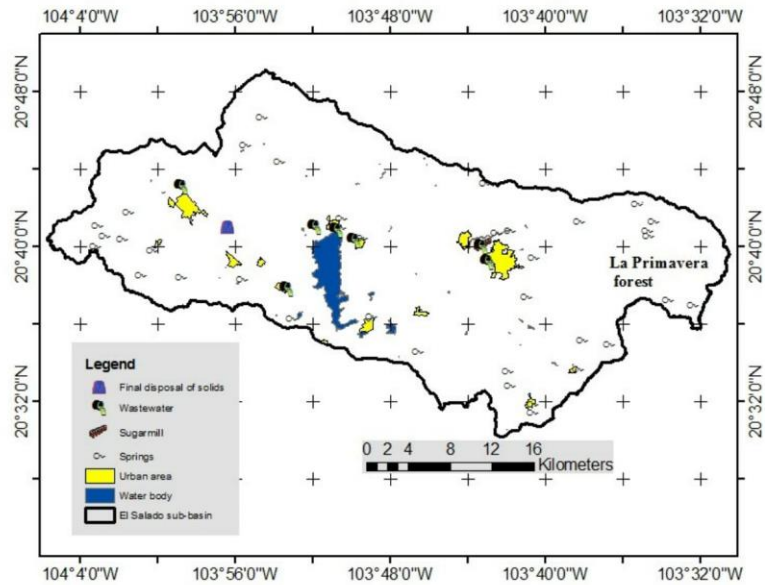 104°4'0"W 103°56'0"W 103°48'0"W 103°40'0"W 103°32'0"W
20°48'0"N 20°48'0"N
20°40'0"N 20°40'0"N
La Primavera
forest
20°32'0"N 20°32'0"N
Legend
Final disposal of solids
Wastewater
Sugarmill
Springs
Urban area
Water body
El Salado sub-basin
0 2 4 8 12 16
Kilometers
104°4'0"W 103°56'0"W 103°48'0"W 103°40'0"W 103°32'0"W